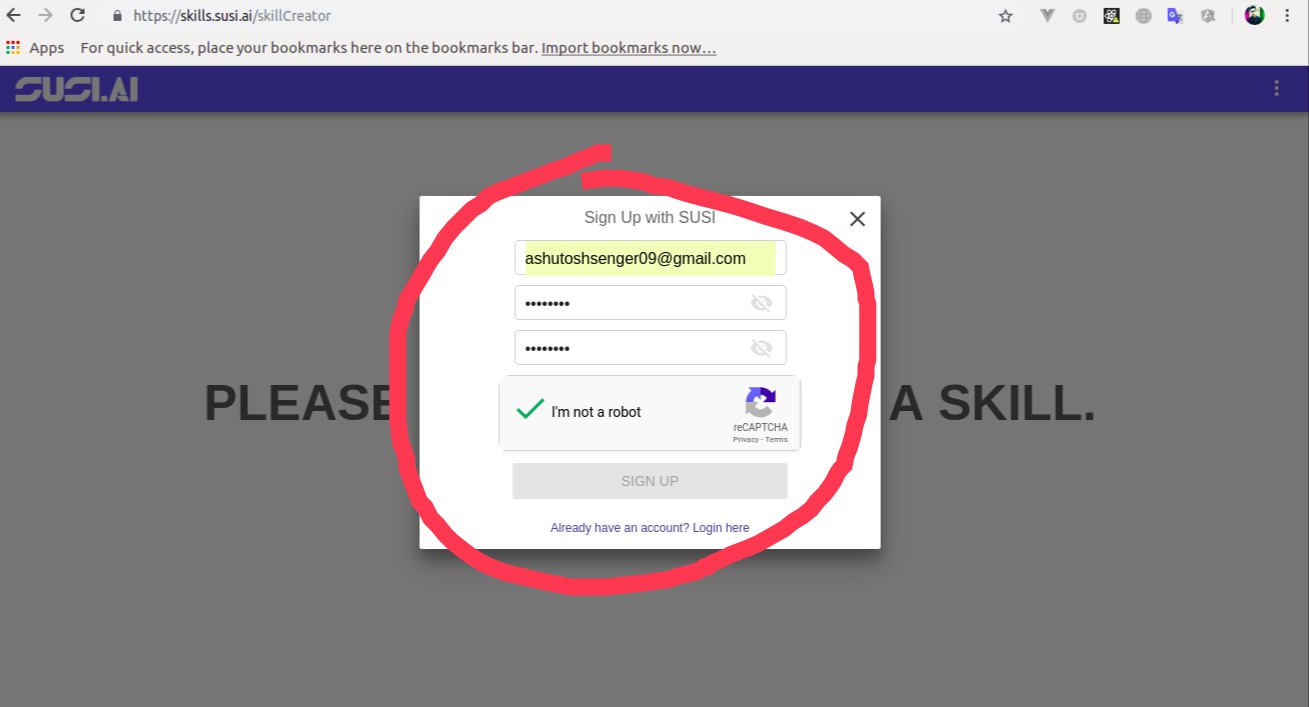 https://skills.susi.ai/skillCreator
Apps For quick access, place your bookmarks here on the bookmarks bar. Import bookmarks now...
SUSI.AI
Sign Up with SUSI
ashutoshsenger09@gmail.com
••••••••
••••••••
PLEASE A SKILL.
I'm not a robot
reCAPTCHA
Privacy - Terms
SIGN UP
Already have an account? Login here